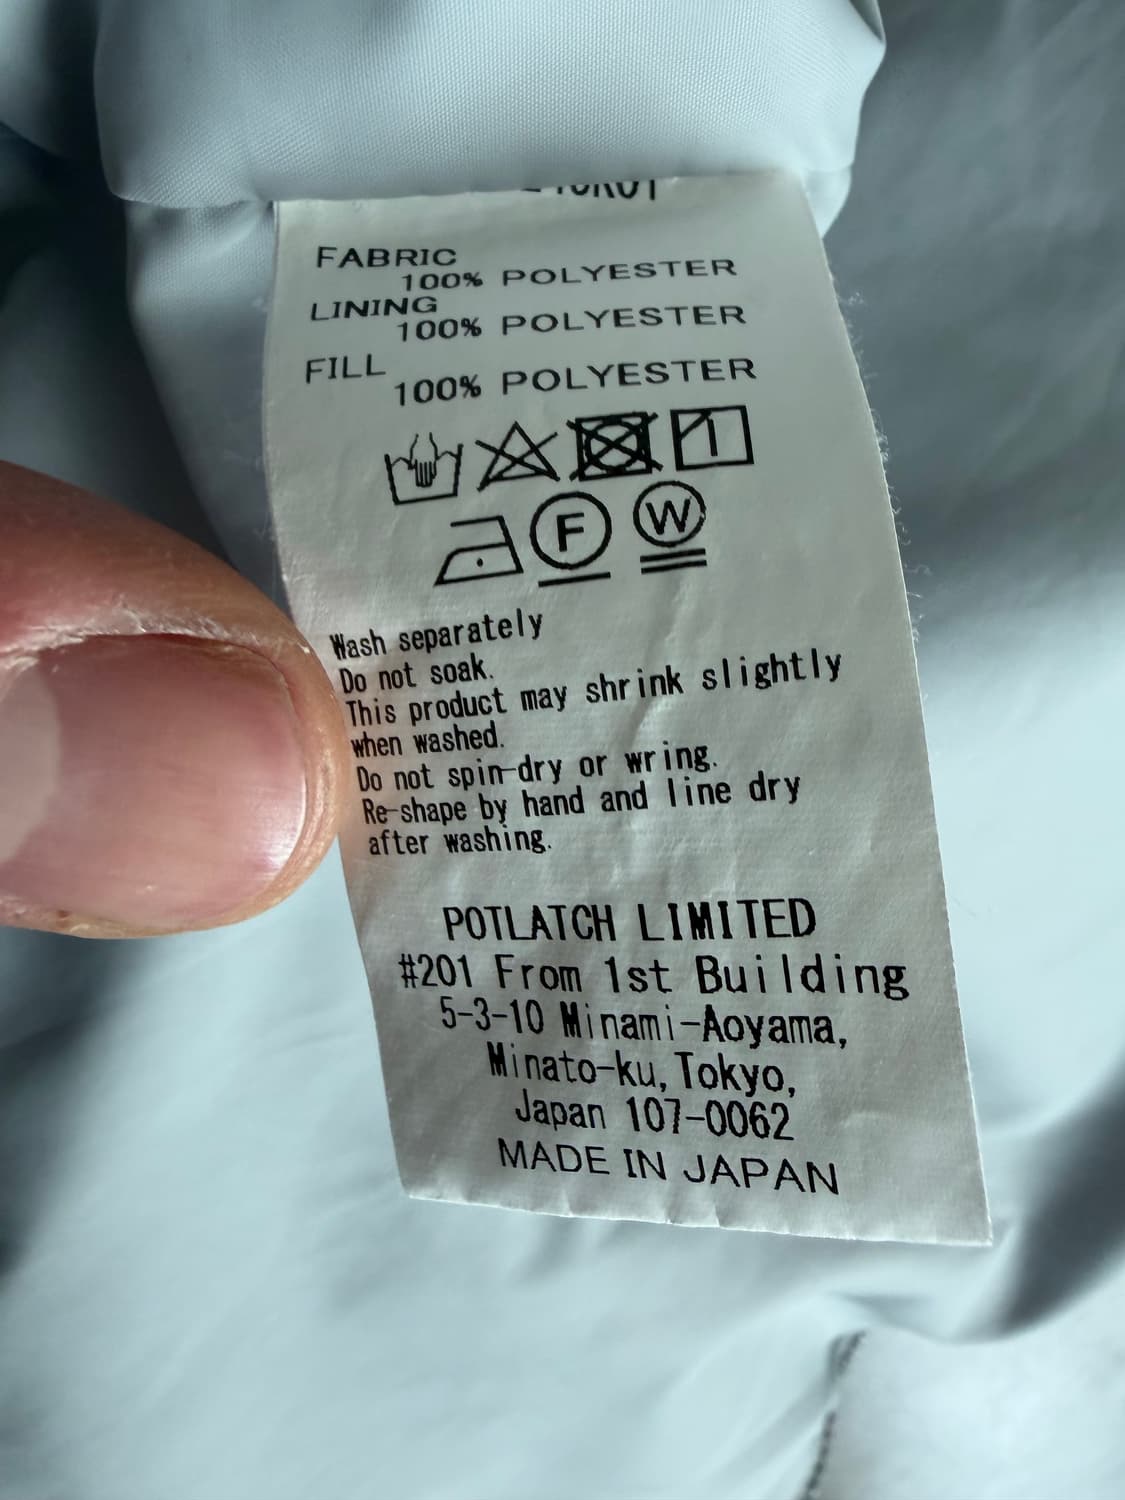 FABRIC
100% POLYESTER
LINING
100% POLYESTER
FILL
100% POLYESTER
F
W
Wash separately
Do not soak.
This product may shrink slightly
when washed.
Do not spin-dry or wring.
Re-shape by hand and line dry
after washing.
POTLATCH LIMITED
#201 From 1st Building
5-3-10 Minami-Aoyama,
Minato-ku, Tokyo,
Japan 107-0062
MADE IN JAPAN